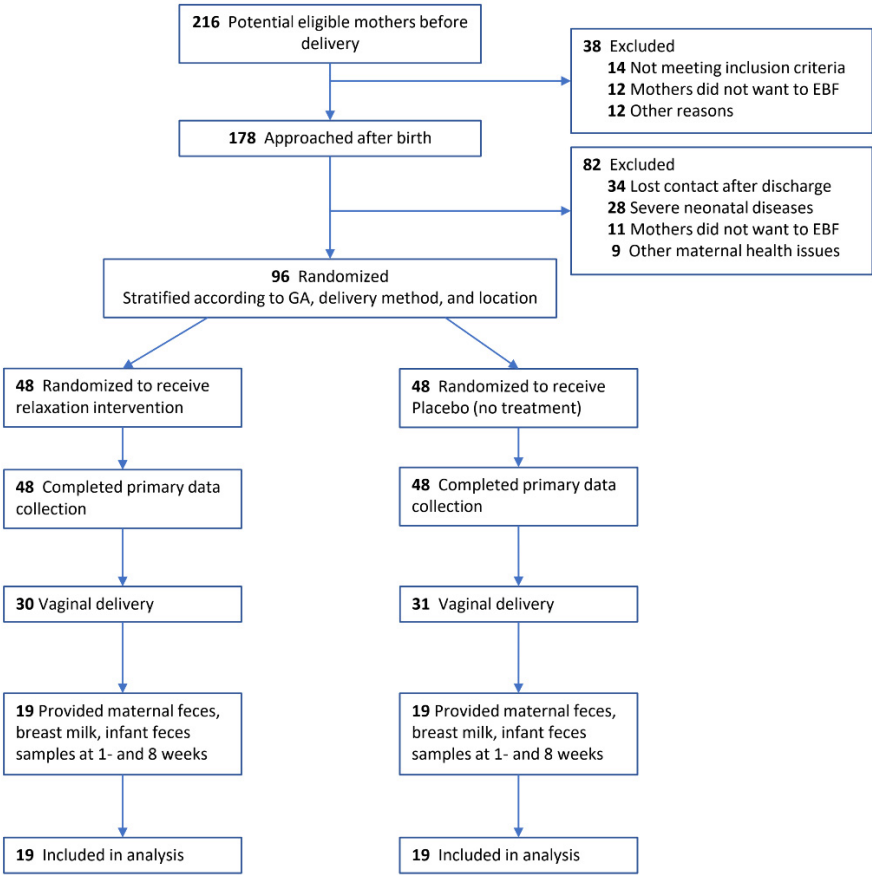 216 Potential eligible mothers before
delivery
38 Excluded
14 Not meeting inclusion criteria
12 Mothers did not want to EBF
12 Other reasons
178 Approached after birth
82 Excluded
34 Lost contact after discharge
28 Severe neonatal diseases
11 Mothers did not want to EBF
9 Other maternal health issues
96 Randomized
Stratified according to GA, delivery method, and location
48 Randomized to receive
relaxation intervention
48 Randomized to receive
Placebo (no treatment)
48 Completed primary data
collection
48 Completed primary data
collection
30 Vaginal delivery
31 Vaginal delivery
19 Provided maternal feces,
breast milk, infant feces
samples at 1- and 8 weeks
19 Provided maternal feces,
breast milk, infant feces
samples at 1- and 8 weeks
19 Included in analysis
19 Included in analysis